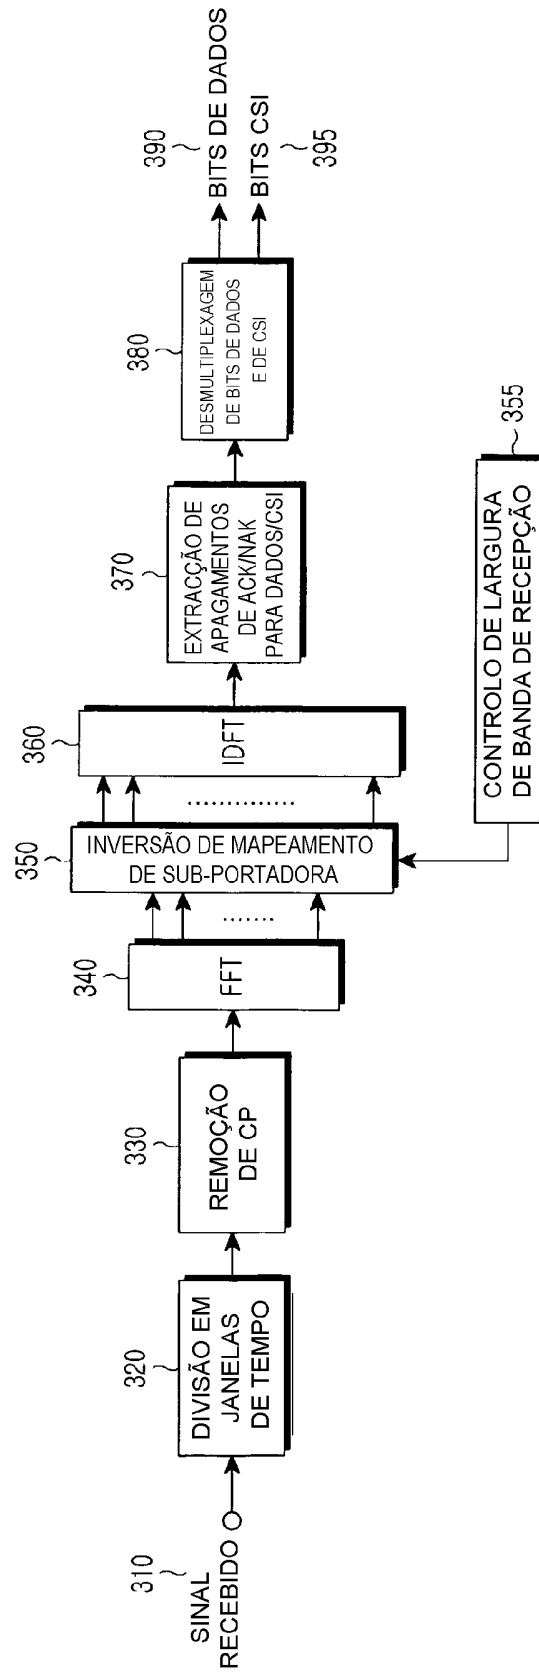 310
SINAL
RECEBIDO
320
DIVISÃO EM
JANELAS
DE TEMPO
330
REMOÇÃO
DE CP
340
FFT
350
INVERSÃO DE MAPEAMENTO
DE SUB-PORTADORA
355
CONTROLO DE LARGURA
DE BANDA DE RECEPÇÃO
360
IDFT
370
EXTRACÇÃO DE
APAGAMENTOS
DE ACK/NAK
PARA DADOS/CSI
380
DESMULTIPLEXAGEM
DE BITS DE DADOS
E DE CSI
390
BITS DE DADOS
BITS CSI
395